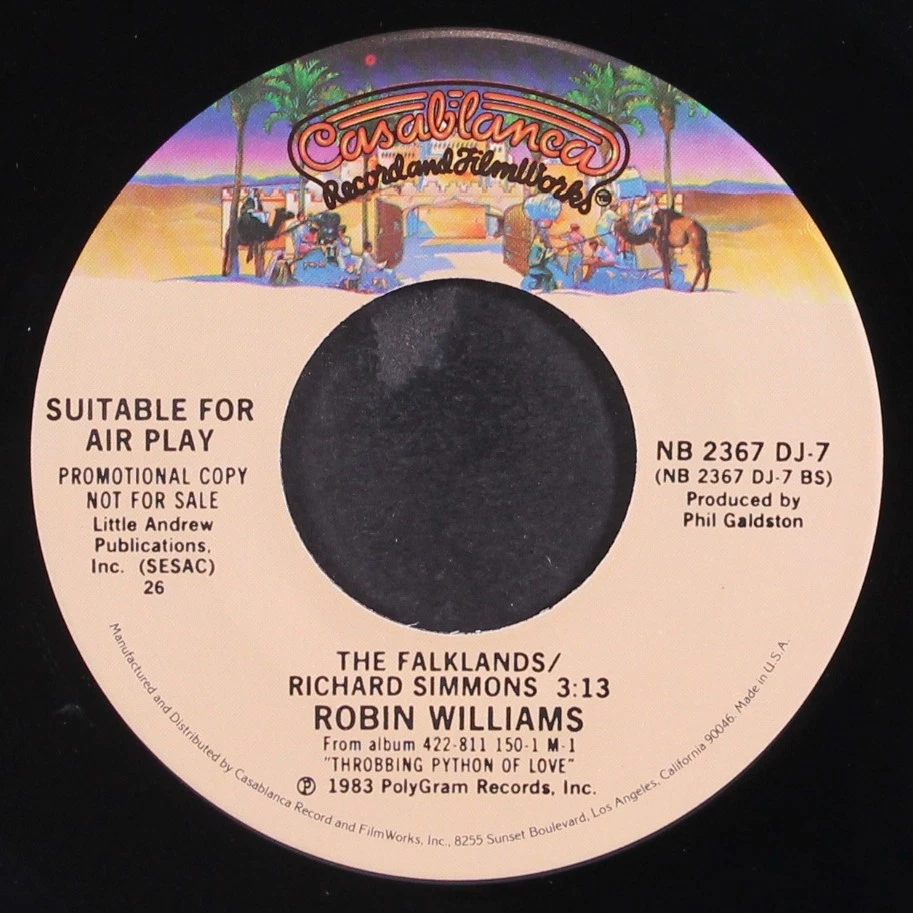 Casablanca
Record and FilmWorks
SUITABLE FOR
AIR PLAY
PROMOTIONAL COPY
NOT FOR SALE
Little Andrew
Publications,
Inc. (SESAC)
26
NB 2367 DJ-7
(NB 2367 DJ-7 BS)
Produced by
Phil Galdston
THE FALKLANDS/
RICHARD SIMMONS 3:13
ROBIN WILLIAMS
From album 422-811 150-1 M-1
"THROBBING PYTHON OF LOVE"
Ⓟ 1983 PolyGram Records, Inc.
Manufactured and Distributed by Casablanca Record and FilmWorks, Inc., 8255 Sunset Boulevard, Los Angeles, California 90046. Made in U.S.A.